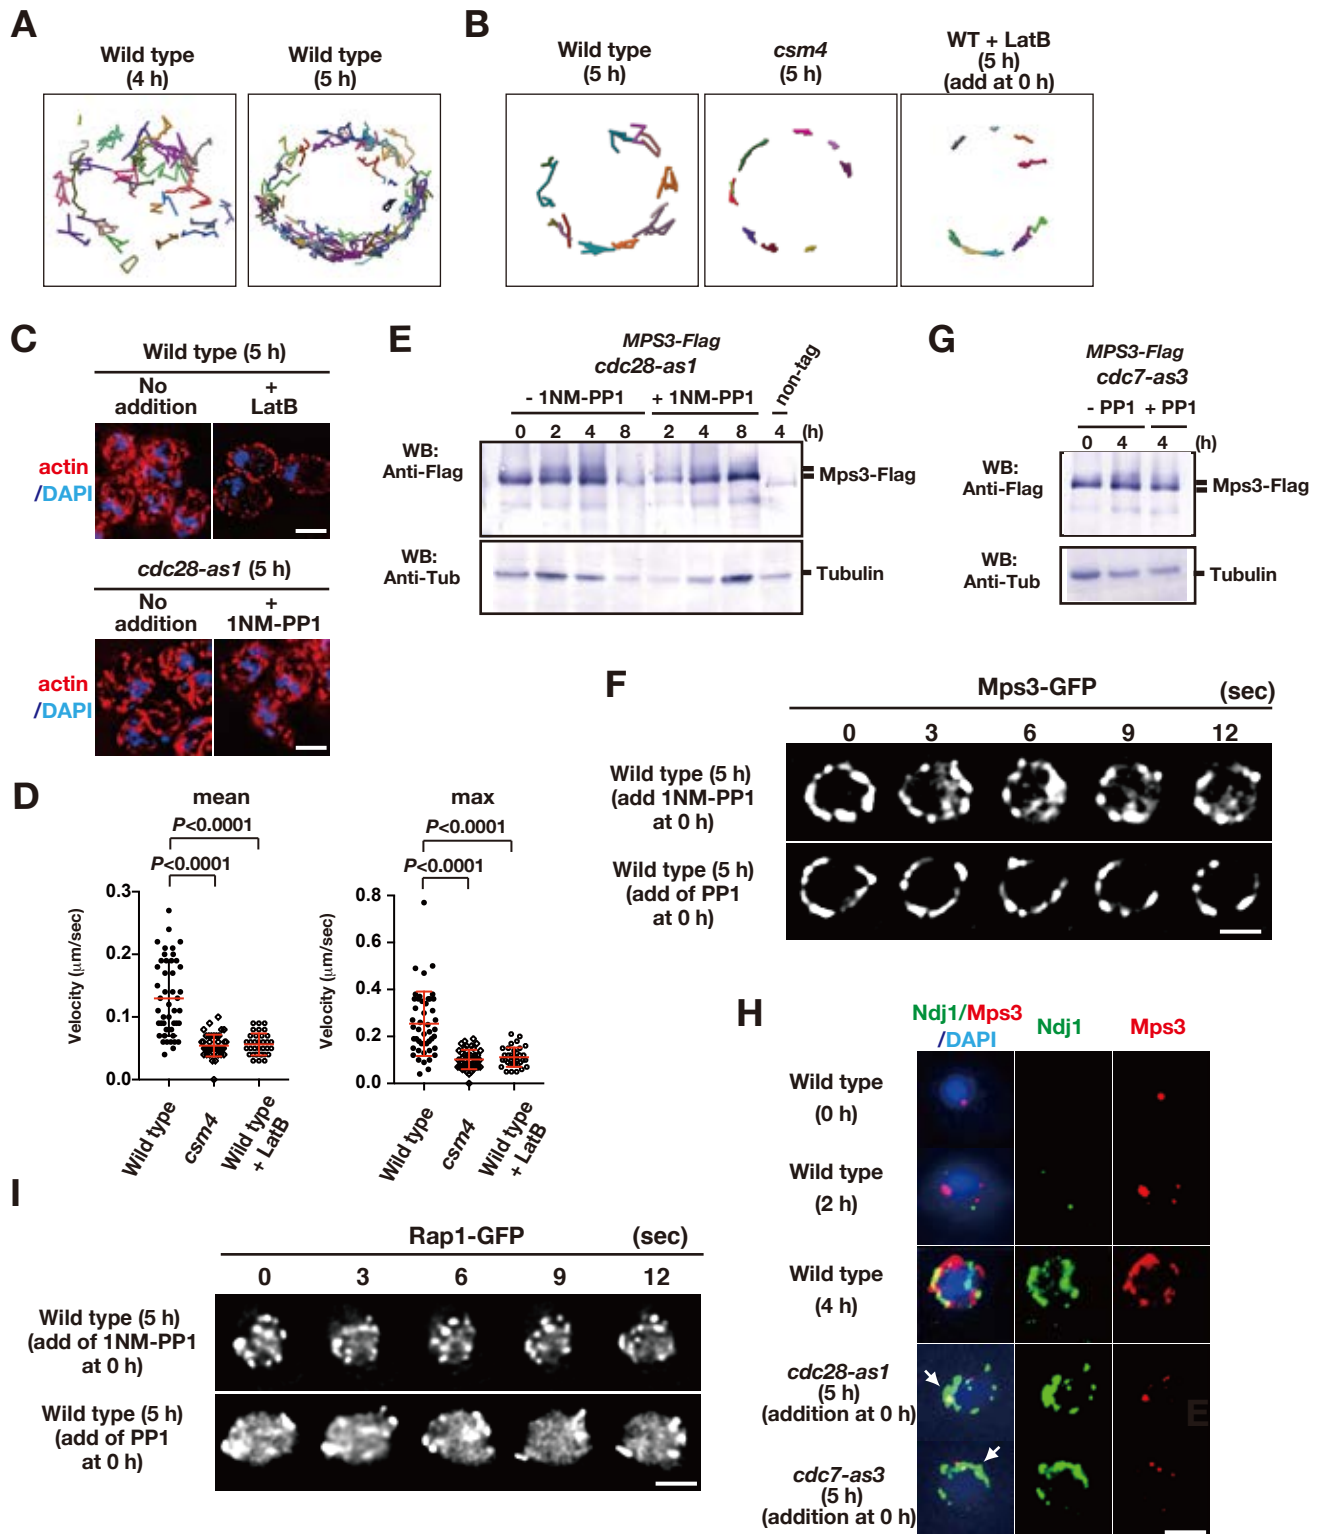 A
Wild type
(4 h)
Wild type
(5 h)
B
Wild type
(5 h)
csm4
(5 h)
WT + LatB
(5 h)
(add at 0 h)
C
Wild type (5 h)
No
addition
+
LatB
actin
/DAPI
cdc28-as1 (5 h)
No
addition
+
1NM-PP1
actin
/DAPI
D
mean
P<0.0001
P<0.0001
Velocity (μm/sec)
0.3
0.2
0.1
0.0
Wild type
csm4
Wild type
+ LatB
max
P<0.0001
P<0.0001
Velocity (μm/sec)
0.8
0.6
0.4
0.2
0.0
Wild type
csm4
Wild type
+ LatB
E
MPS3-Flag
cdc28-as1
non-tag
- 1NM-PP1
+ 1NM-PP1
0 2 4 8 2 4 8 4 (h)
WB:
Anti-Flag
Mps3-Flag
WB:
Anti-Tub
Tubulin
F
Mps3-GFP
(sec)
0 3 6 9 12
Wild type (5 h)
(add 1NM-PP1
at 0 h)
Wild type (5 h)
(add of PP1
at 0 h)
G
MPS3-Flag
cdc7-as3
- PP1 + PP1
0 4 4 (h)
WB:
Anti-Flag
Mps3-Flag
WB:
Anti-Tub
Tubulin
H
Ndj1/Mps3
/DAPI
Ndj1
Mps3
Wild type
(0 h)
Wild type
(2 h)
Wild type
(4 h)
cdc28-as1
(5 h)
(addition at 0 h)
E
cdc7-as3
(5 h)
(addition at 0 h)
I
Rap1-GFP
(sec)
0 3 6 9 12
Wild type (5 h)
(add of 1NM-PP1
at 0 h)
Wild type (5 h)
(add of PP1
at 0 h)